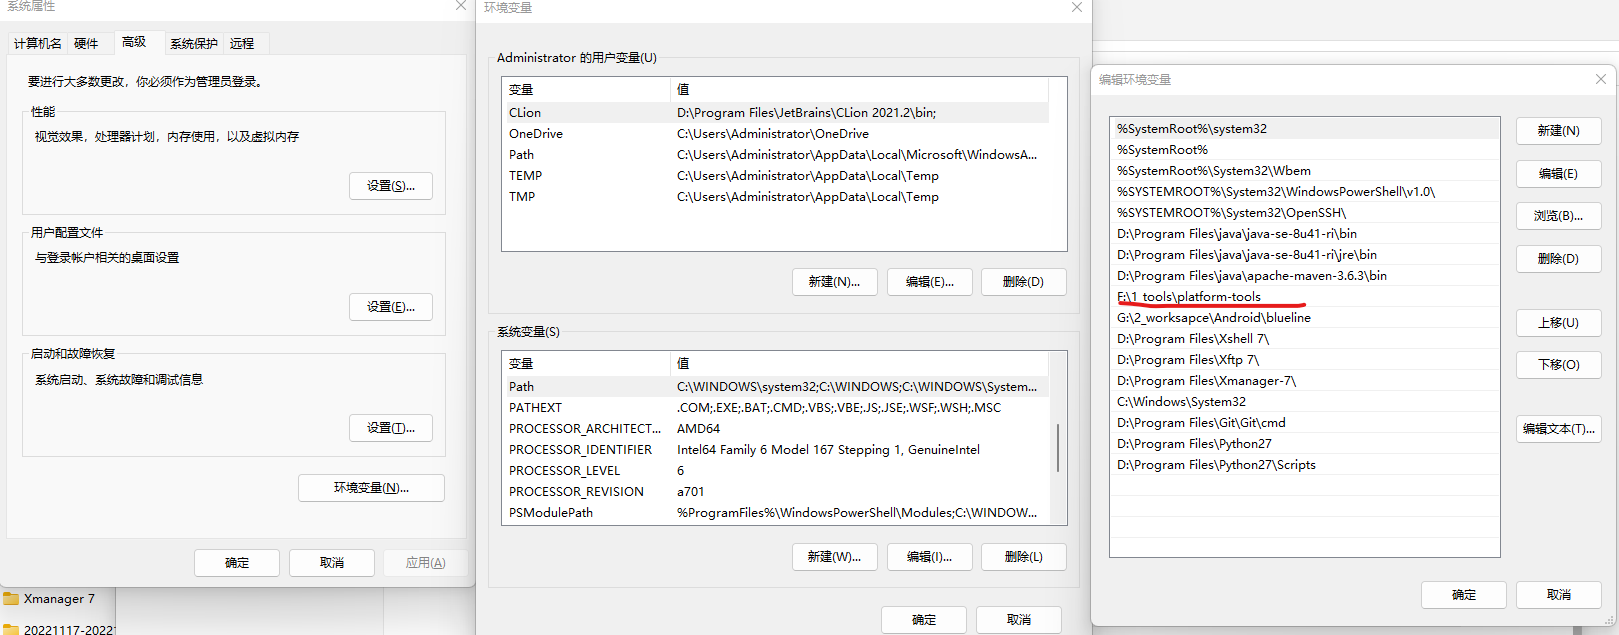 系统属性
计算机名
硬件
高级
系统保护
远程
要进行大多数更改，你必须作为管理员登录。
性能
视觉效果，处理器计划，内存使用，以及虚拟内存
设置(S)...
用户配置文件
与登录帐户相关的桌面设置
设置(E)...
启动和故障恢复
系统启动、系统故障和调试信息
设置(T)...
环境变量(N)...
确定
取消
应用(A)
Xmanager 7
20221117-20221
环境变量
Administrator 的用户变量(U)
变量 值
CLion D:\Program Files\JetBrains\CLion 2021.2\bin;
OneDrive C:\Users\Administrator\OneDrive
Path C:\Users\Administrator\AppData\Local\Microsoft\WindowsA...
TEMP C:\Users\Administrator\AppData\Local\Temp
TMP C:\Users\Administrator\AppData\Local\Temp
新建(N)...
编辑(E)...
删除(D)
系统变量(S)
变量 值
Path C:\WINDOWS\system32;C:\WINDOWS;C:\WINDOWS\System...
PATHEXT .COM;.EXE;.BAT;.CMD;.VBS;.VBE;.JS;.JSE;.WSF;.WSH;.MSC
PROCESSOR_ARCHITECT... AMD64
PROCESSOR_IDENTIFIER Intel64 Family 6 Model 167 Stepping 1, GenuineIntel
PROCESSOR_LEVEL 6
PROCESSOR_REVISION a701
PSModulePath %ProgramFiles%\WindowsPowerShell\Modules;C:\WINDOW...
新建(W)...
编辑(I)...
删除(L)
确定
取消
编辑环境变量
%SystemRoot%\system32
%SystemRoot%
%SystemRoot%\System32\Wbem
%SYSTEMROOT%\System32\WindowsPowerShell\v1.0\
%SYSTEMROOT%\System32\OpenSSH\
D:\Program Files\java\java-se-8u41-ri\bin
D:\Program Files\java\java-se-8u41-ri\jre\bin
D:\Program Files\java\apache-maven-3.6.3\bin
F:\1_tools\platform-tools
G:\2_worksapce\Android\blueline
D:\Program Files\Xshell 7\
D:\Program Files\Xftp 7\
D:\Program Files\Xmanager-7\
C:\Windows\System32
D:\Program Files\Git\Git\cmd
D:\Program Files\Python27
D:\Program Files\Python27\Scripts
新建(N)
编辑(E)
浏览(B)...
删除(D)
上移(U)
下移(O)
编辑文本(T)...
确定
取消